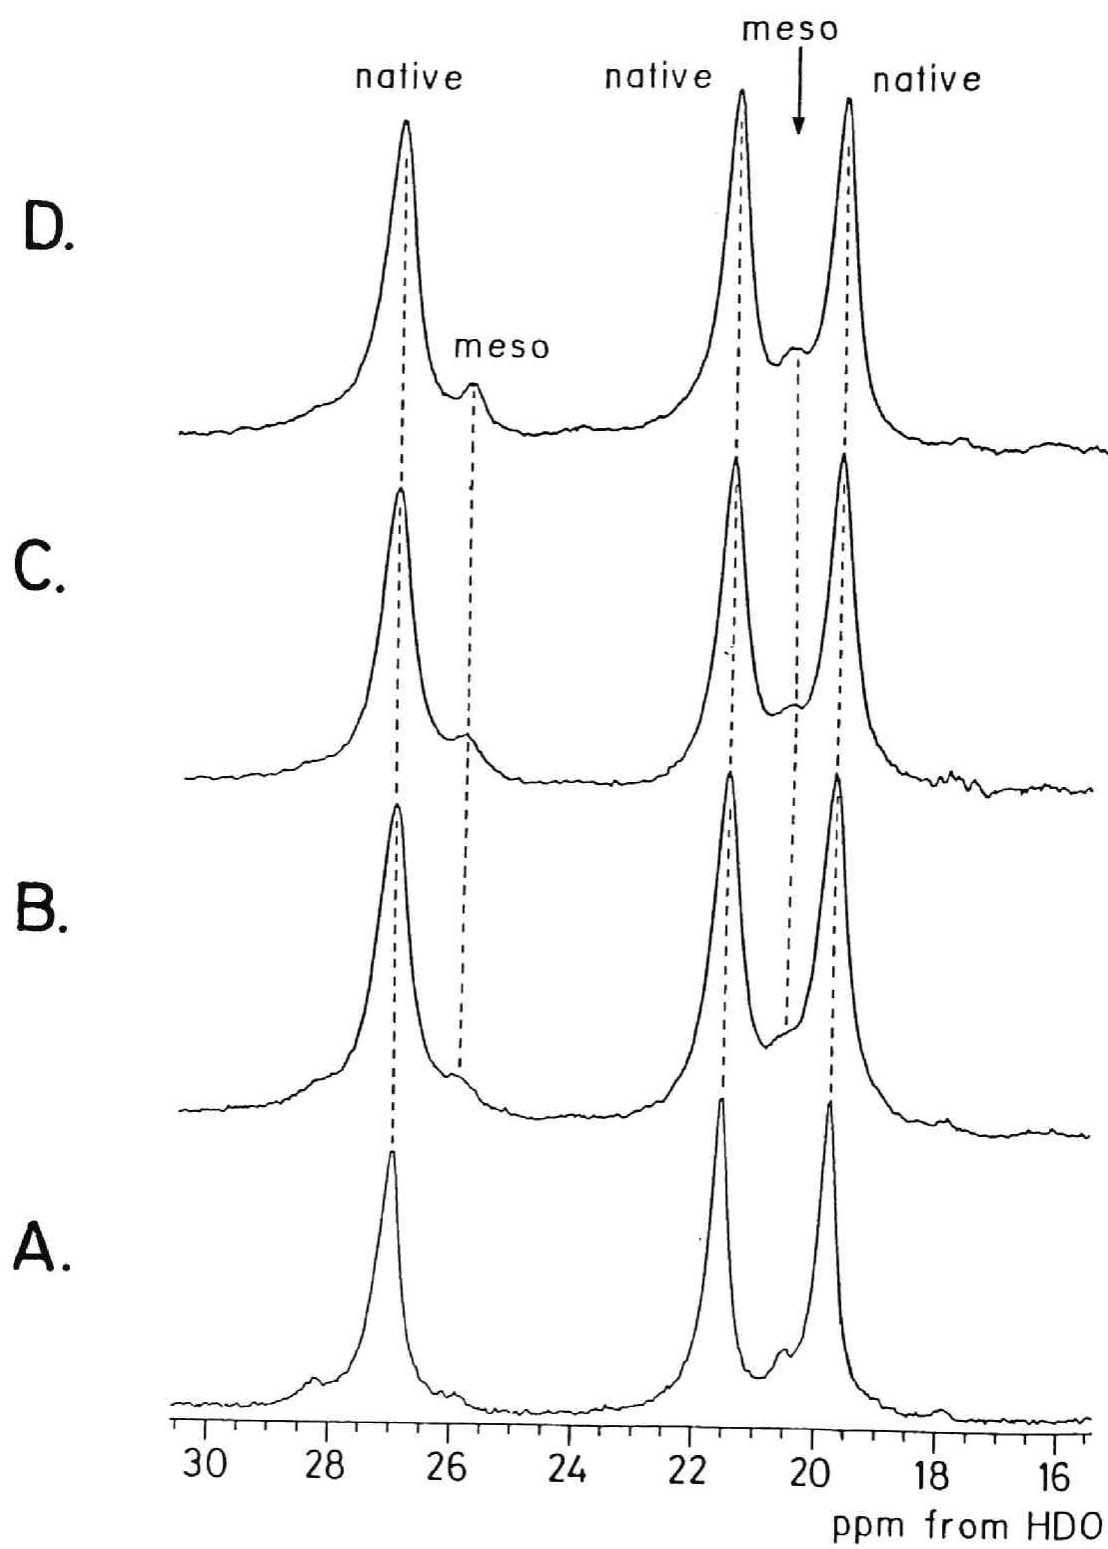 meso
native native native
D.
meso
C.
B.
A.
30 28 26 24 22 20 18 16
ppm from HDO